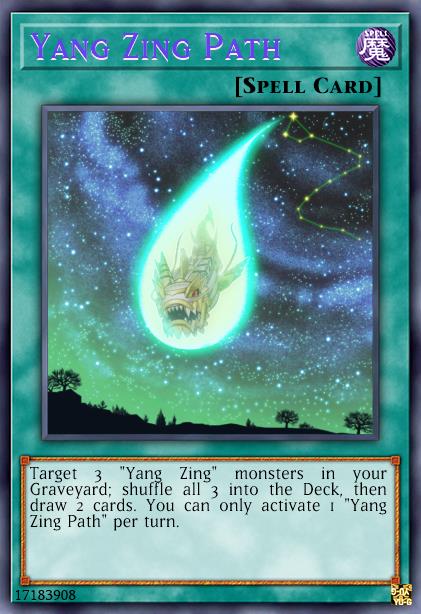 Yang Zing Path
SPELL
魔
[Spell Card]
Target 3 "Yang Zing" monsters in your
Graveyard; shuffle all 3 into the Deck, then
draw 2 cards. You can only activate 1 "Yang
Zing Path" per turn.
17183908